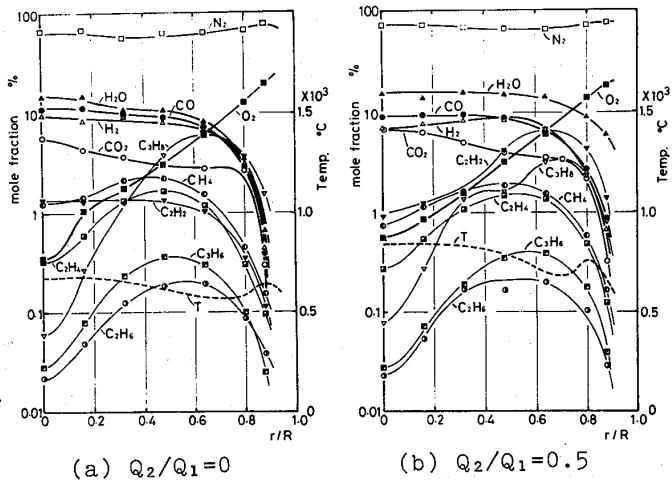 100
10
1
0.1
0.01
mole fraction %
N₂
H₂O
CO
H₂
C₃H₈
O₂
CO₂
CH₄
C₂H₂
C₂H₄
C₃H₆
T
C₂H₆
X10³
1.5
1.0
0.5
0
Temp. °C
0 0.2 0.4 0.6 0.8 1.0
r/R
(a) Q₂/Q₁=0
100
10
1
0.1
0.01
mole fraction %
N₂
H₂O
CO
H₂
O₂
CO₂
C₂H₂
C₃H₈
CH₄
C₂H₄
T
C₃H₆
C₂H₆
X10³
1.5
1.0
0.5
0
Temp. °C
0 0.2 0.4 0.6 0.8 1.0
r/R
(b) Q₂/Q₁=0.5